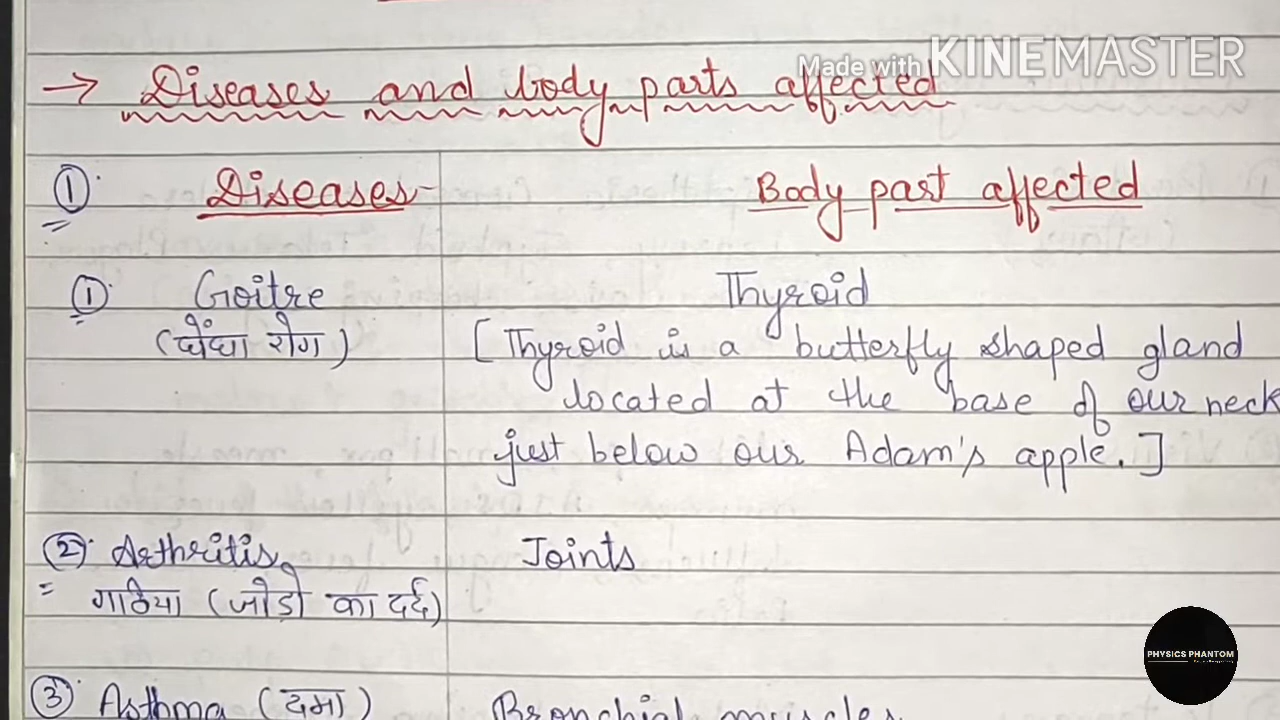 Made with KINEMASTER
→ Diseases and body parts affected
① Diseases- Body part affected
① Goitre Thyroid
(घेंघा रोग) [Thyroid is a butterfly shaped gland
located at the base of our neck
just below our Adam's apple.]
② Arthritis Joints
= गठिया (जोड़ो का दर्द)
③ Asthma (दमा) Bronchial muscles
PHYSICS PHANTOM